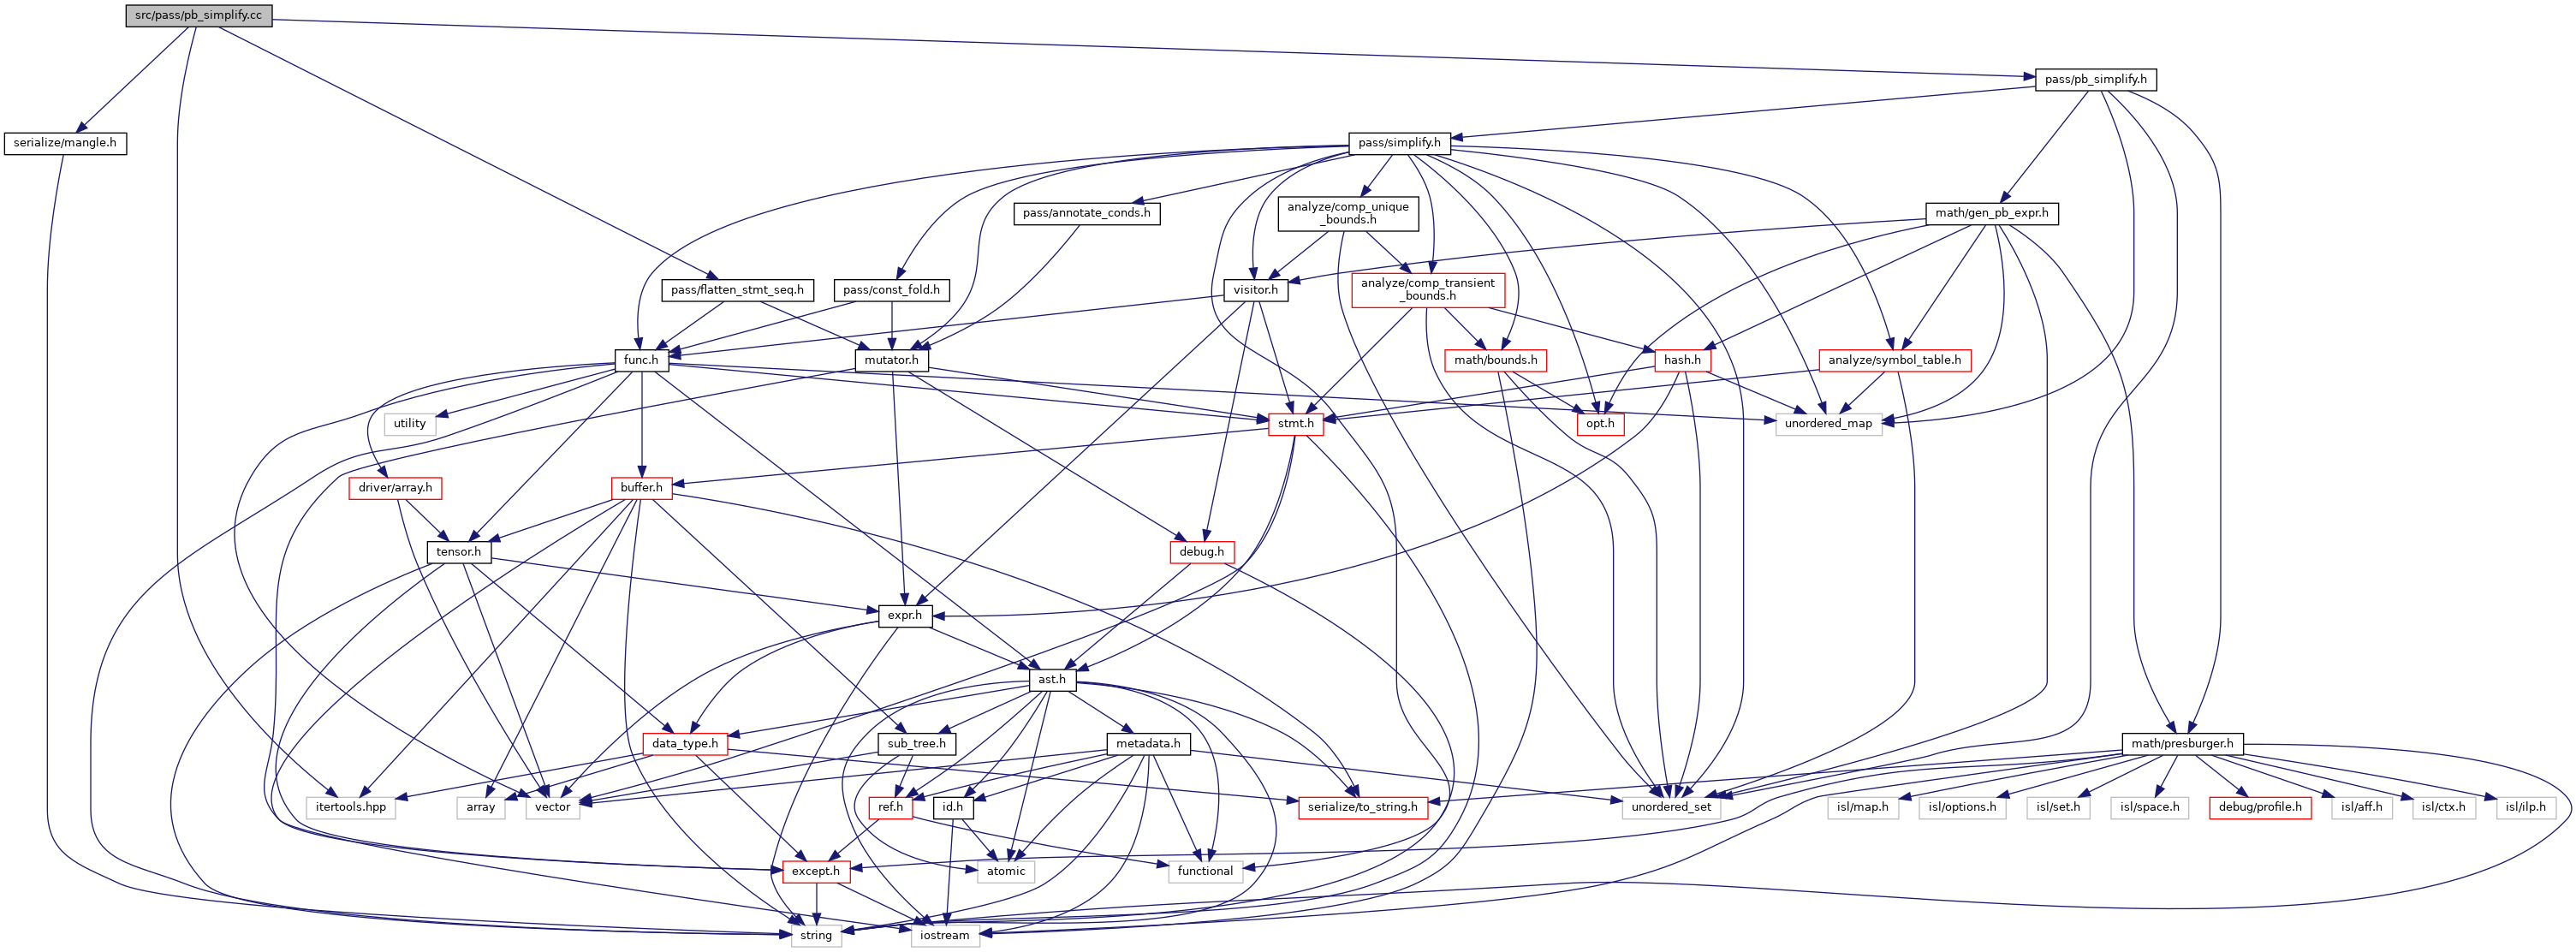 src/pass/pb_simplify.cc
pass/pb_simplify.h
serialize/mangle.h
pass/simplify.h
pass/annotate_conds.h
analyze/comp_unique
_bounds.h
math/gen_pb_expr.h
pass/flatten_stmt_seq.h
pass/const_fold.h
visitor.h
analyze/comp_transient
_bounds.h
func.h
mutator.h
math/bounds.h
hash.h
analyze/symbol_table.h
utility
stmt.h
opt.h
unordered_map
driver/array.h
buffer.h
tensor.h
debug.h
expr.h
ast.h
data_type.h
sub_tree.h
metadata.h
math/presburger.h
itertools.hpp
array
vector
ref.h
id.h
serialize/to_string.h
unordered_set
isl/map.h
isl/options.h
isl/set.h
isl/space.h
debug/profile.h
isl/aff.h
isl/ctx.h
isl/ilp.h
except.h
atomic
functional
string
iostream